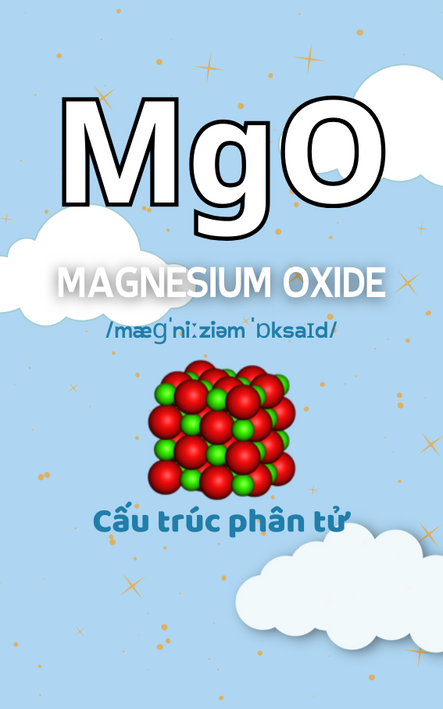 MgO
MAGNESIUM OXIDE
/mæɡˈniːziəm ˈɒksaɪd/
Cấu trúc phân tử